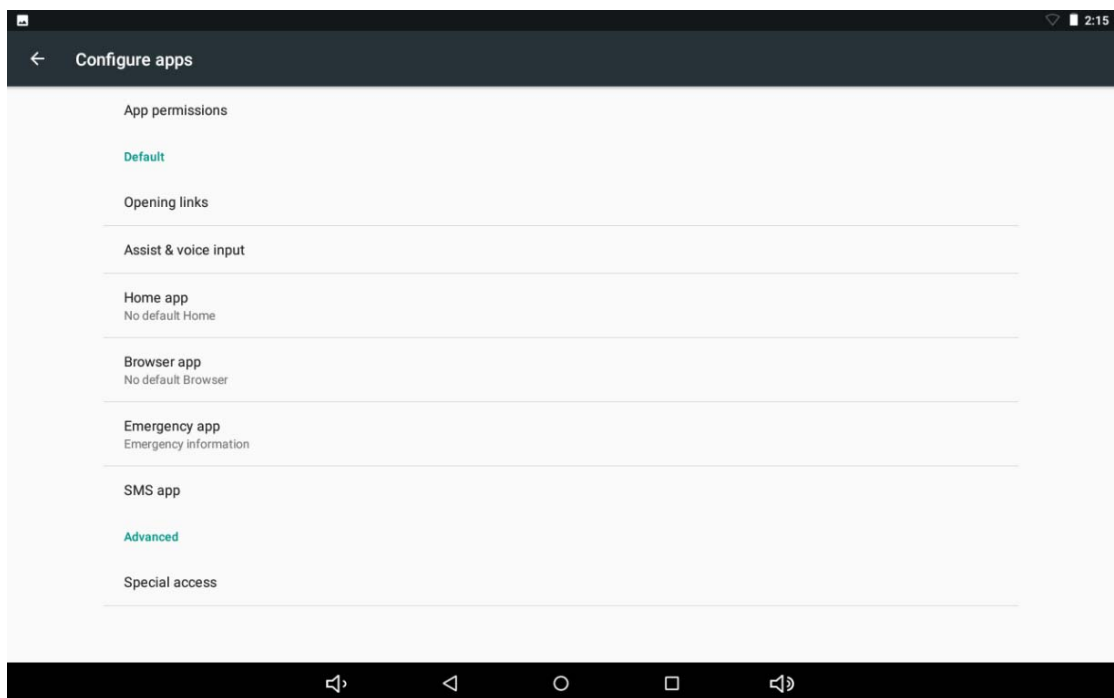 2:15
Configure apps
App permissions
Default
Opening links
Assist & voice input
Home app
No default Home
Browser app
No default Browser
Emergency app
Emergency information
SMS app
Advanced
Special access